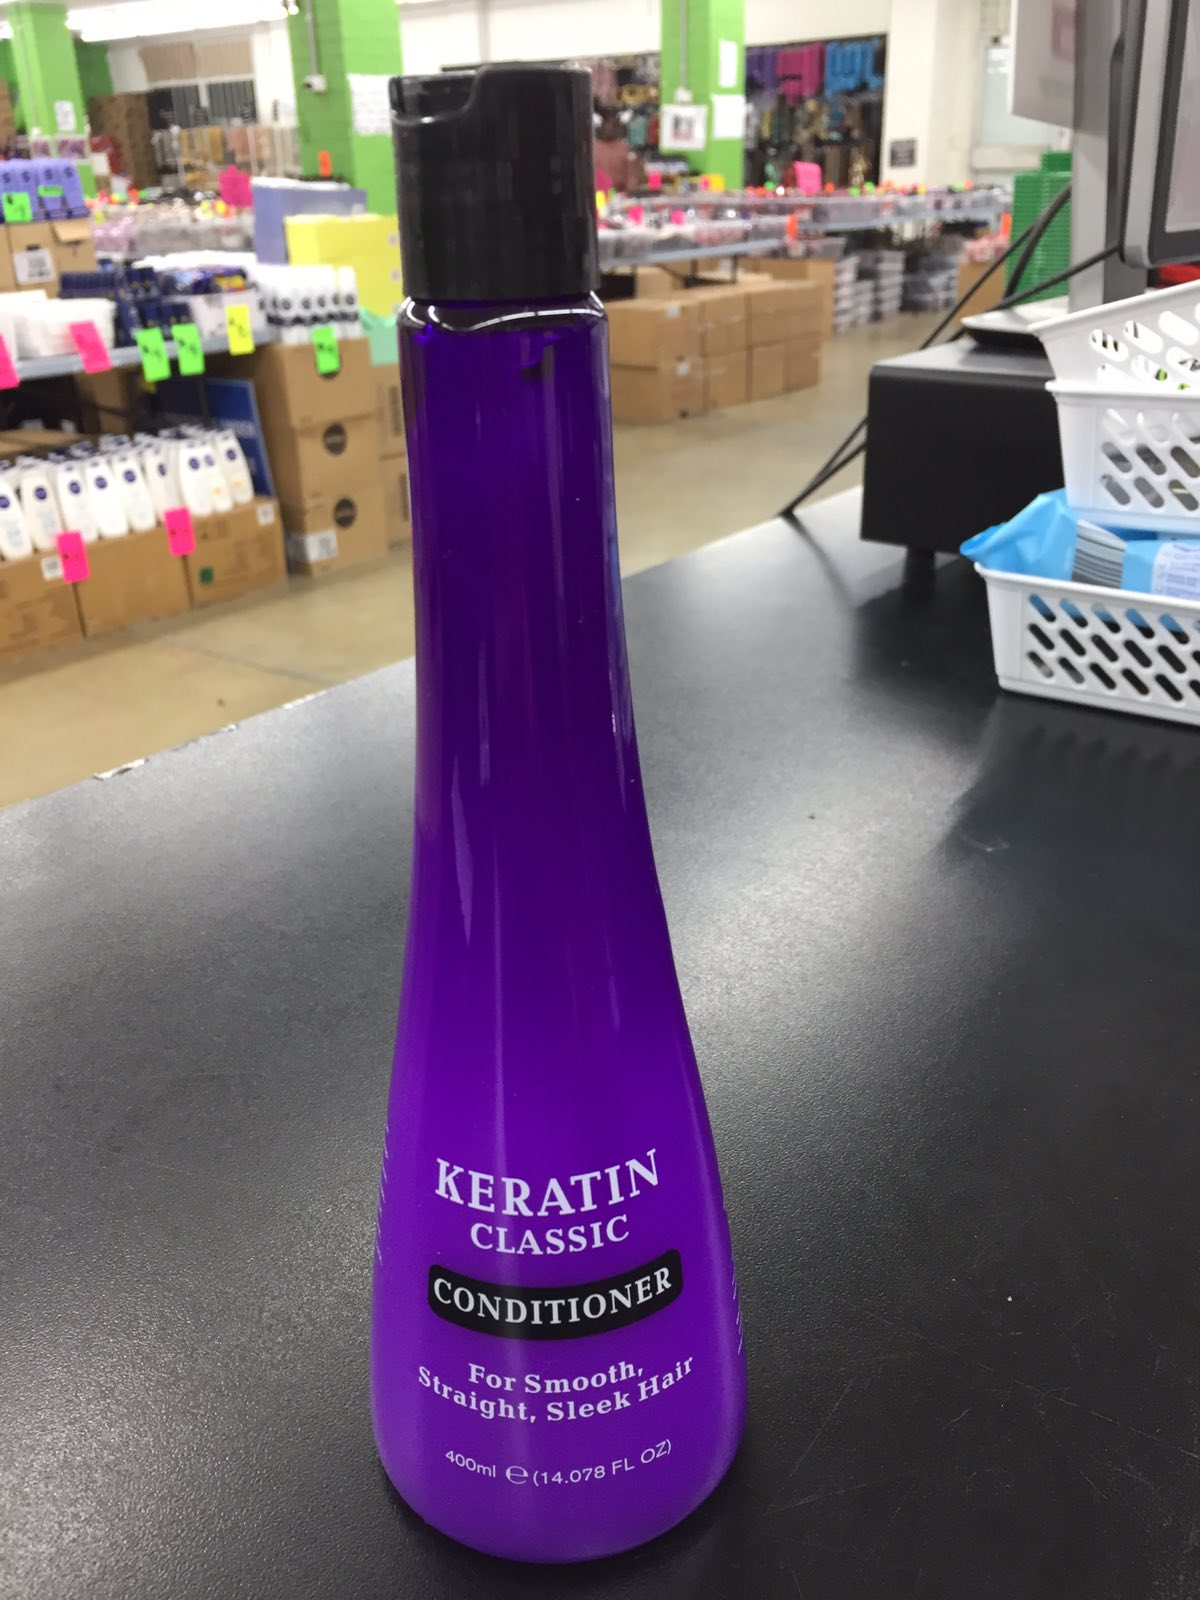 KERATIN
CLASSIC
CONDITIONER
For Smooth,
Straight, Sleek Hair
400ml ℮ (14.078 FL OZ)